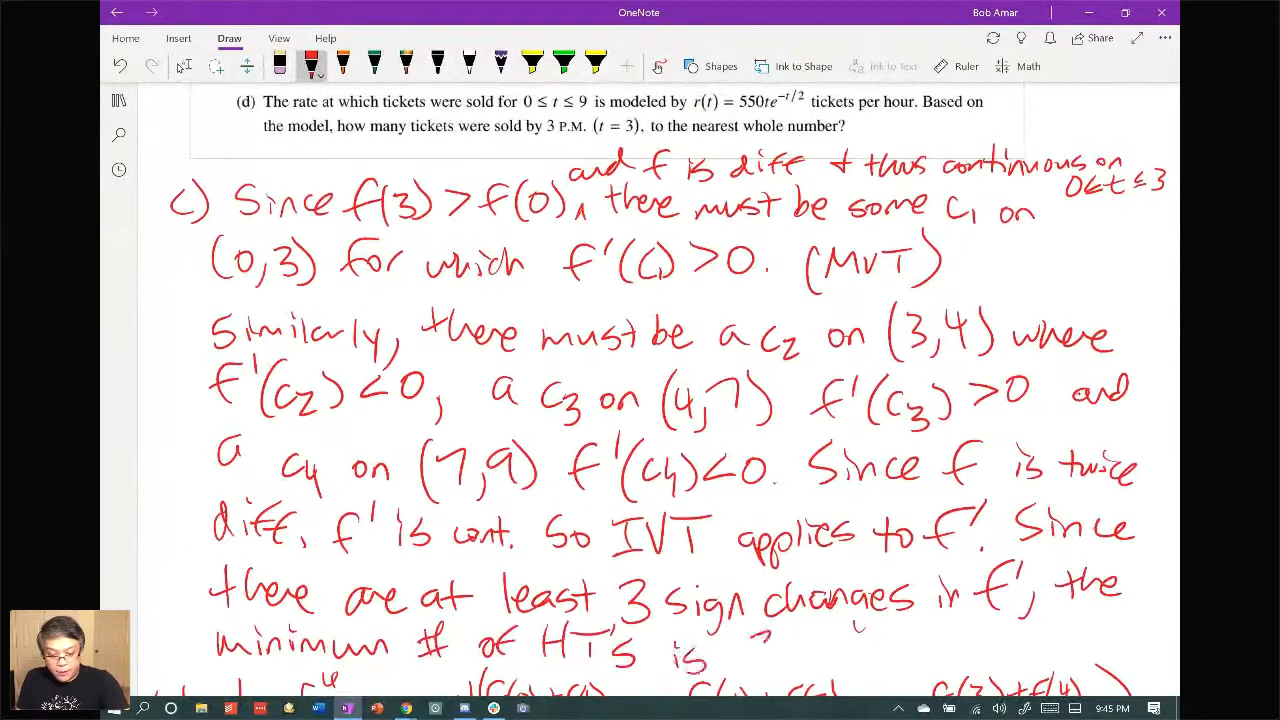 OneNote
Bob Amar
Home Insert Draw View Help
Share
Shapes Ink to Shape Ink to Text Ruler Math
(d) The rate at which tickets were sold for 0 ≤ t ≤ 9 is modeled by r(t) = 550te^{-t/2} tickets per hour. Based on
the model, how many tickets were sold by 3 P.M. (t = 3), to the nearest whole number?
and f is diff + thus continuous on
0≤t≤3
c) Since f(3) > f(0)^ there must be some c₁ on
(0,3) for which f'(c₁) > 0. (MVT)
Similarly, there must be a c₂ on (3,4) where
f'(c₂) < 0, a c₃ on (4,7) f'(c₃) > 0 and
a c₄ on (7,9) f'(c₄) < 0. Since f is twice
diff, f' is cont. So IVT applies to f'. Since
there are at least 3 sign changes in f', the
minimum # of HT's is
9:45 PM